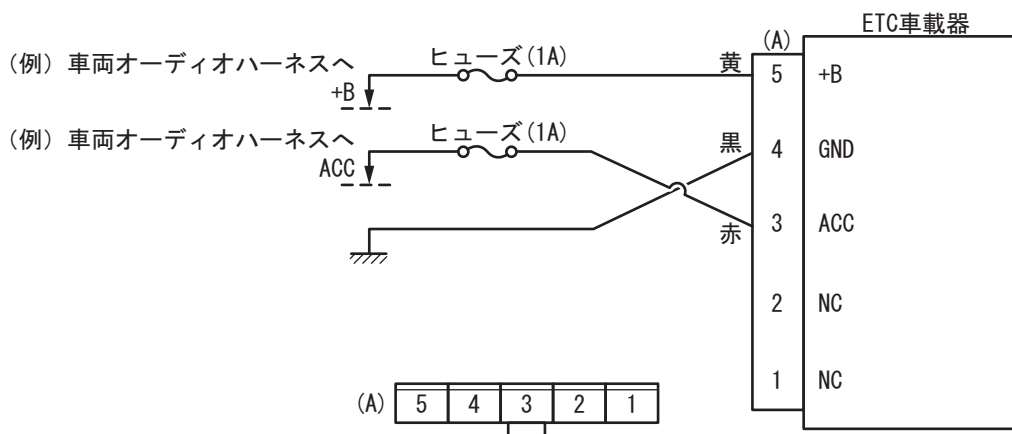 ETC車載器
(例) 車両オーディオハーネスへ
+B
ヒューズ(1A)
黄
(A)
5 +B
(例) 車両オーディオハーネスへ
ACC
ヒューズ(1A)
黒
4 GND
赤
3 ACC
2 NC
1 NC
(A) 5 4 3 2 1